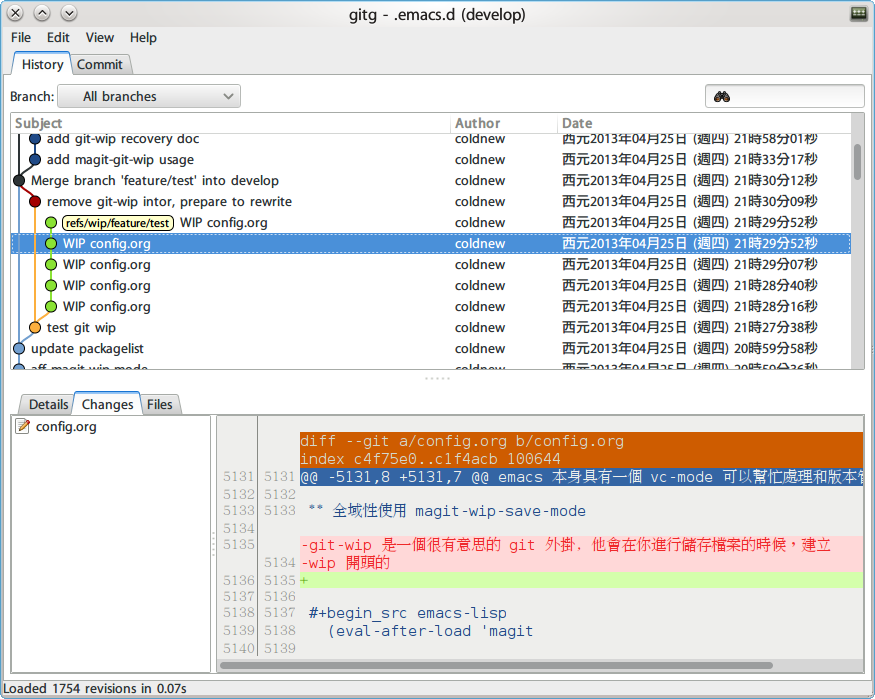 gitg - .emacs.d (develop)
File Edit View Help
History Commit
Branch: All branches
Subject Author Date
add git-wip recovery doc coldnew 西元2013年04月25日 (週四) 21時58分01秒
add magit-git-wip usage coldnew 西元2013年04月25日 (週四) 21時33分17秒
Merge branch 'feature/test' into develop coldnew 西元2013年04月25日 (週四) 21時30分12秒
remove git-wip intor, prepare to rewrite coldnew 西元2013年04月25日 (週四) 21時30分09秒
refs/wip/feature/test WIP config.org coldnew 西元2013年04月25日 (週四) 21時29分52秒
WIP config.org coldnew 西元2013年04月25日 (週四) 21時29分52秒
WIP config.org coldnew 西元2013年04月25日 (週四) 21時29分07秒
WIP config.org coldnew 西元2013年04月25日 (週四) 21時28分40秒
WIP config.org coldnew 西元2013年04月25日 (週四) 21時28分16秒
test git wip coldnew 西元2013年04月25日 (週四) 21時27分38秒
update packagelist coldnew 西元2013年04月25日 (週四) 20時59分58秒
coldnew 西元2013年04月25日 (週四)
Details Changes Files
config.org
diff --git a/config.org b/config.org
index c4f75e0..c1f4acb 100644
5131 5131 @@ -5131,8 +5131,7 @@ emacs 本身具有一個 vc-mode 可以幫忙處理和版本
5132 5132
5133 5133 ** 全域性使用 magit-wip-save-mode
5134
5135 -git-wip 是一個很有意思的 git 外掛, 他會在你進行儲存檔案的時候，建立
5134 -wip 開頭的
5136 5135 +
5137 5136
5138 5137 #+begin_src emacs-lisp
5139 5138 (eval-after-load 'magit
5140 5139
Loaded 1754 revisions in 0.07s